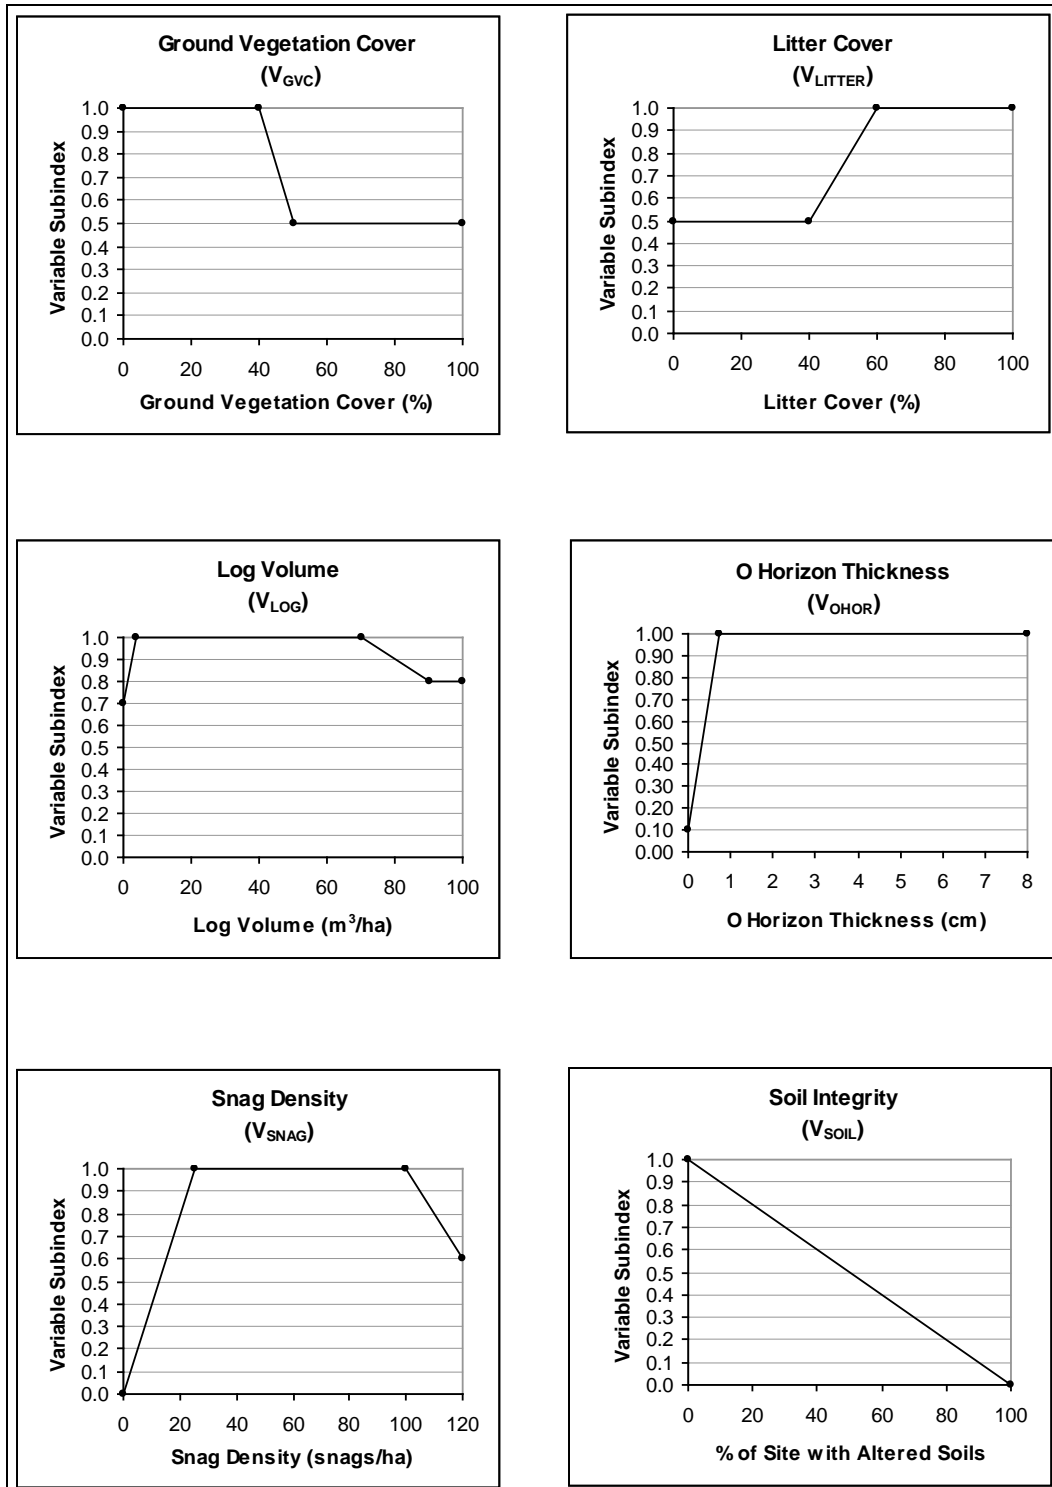 Ground Vegetation Cover
(VGVC)
1.0
0.9
0.8
0.7
0.6
0.5
0.4
0.3
0.2
0.1
0.0
Variable Subindex
0 20 40 60 80 100
Ground Vegetation Cover (%)
Litter Cover
(VLITTER)
1.0
0.9
0.8
0.7
0.6
0.5
0.4
0.3
0.2
0.1
0.0
Variable Subindex
0 20 40 60 80 100
Litter Cover (%)
Log Volume
(VLOG)
1.0
0.9
0.8
0.7
0.6
0.5
0.4
0.3
0.2
0.1
0.0
Variable Subindex
0 20 40 60 80 100
Log Volume (m³/ha)
O Horizon Thickness
(VOHOR)
1.00
0.90
0.80
0.70
0.60
0.50
0.40
0.30
0.20
0.10
0.00
Variable Subindex
0 1 2 3 4 5 6 7 8
O Horizon Thickness (cm)
Snag Density
(VSNAG)
1.0
0.9
0.8
0.7
0.6
0.5
0.4
0.3
0.2
0.1
0.0
Variable Subindex
0 20 40 60 80 100 120
Snag Density (snags/ha)
Soil Integrity
(VSOIL)
1.0
0.9
0.8
0.7
0.6
0.5
0.4
0.3
0.2
0.1
0.0
Variable Subindex
0 20 40 60 80 100
% of Site with Altered Soils